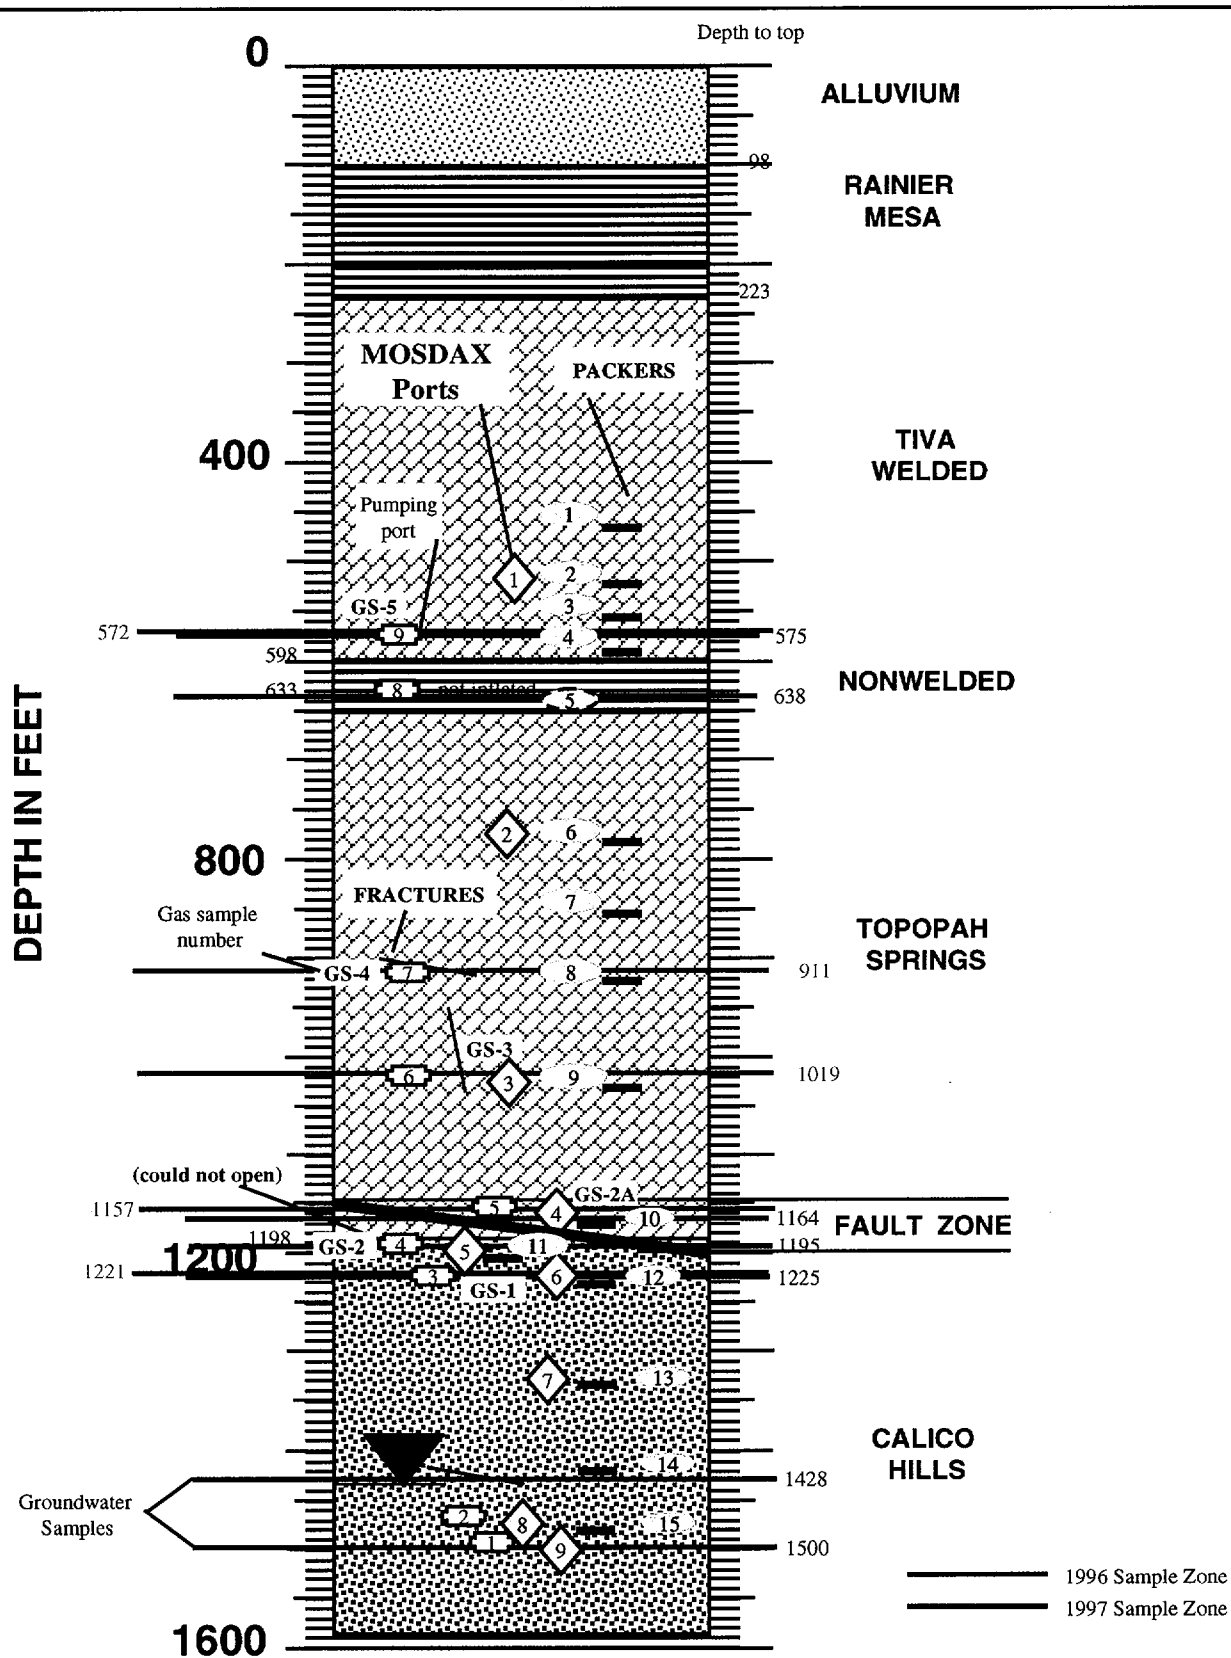 Depth to top
0
ALLUVIUM
98
RAINIER
MESA
223
MOSDAX
Ports
PACKERS
400
TIVA
WELDED
Pumping
port
1
1
2
GS-5
3
572
9
4
575
598
633
8
not inflated
5
638
NONWELDED
DEPTH IN FEET
2
6
800
FRACTURES
7
Gas sample
number
TOPOPAH
SPRINGS
GS-4
7
8
911
GS-3
6
3
9
1019
(could not open)
GS-2A
1157
5
4
10
1164
FAULT ZONE
1198
GS-2
4
5
11
1195
1200
1221
3
6
12
1225
GS-1
7
13
CALICO
HILLS
14
1428
Groundwater
Samples
2
8
15
1
9
1500
1996 Sample Zone
1997 Sample Zone
1600